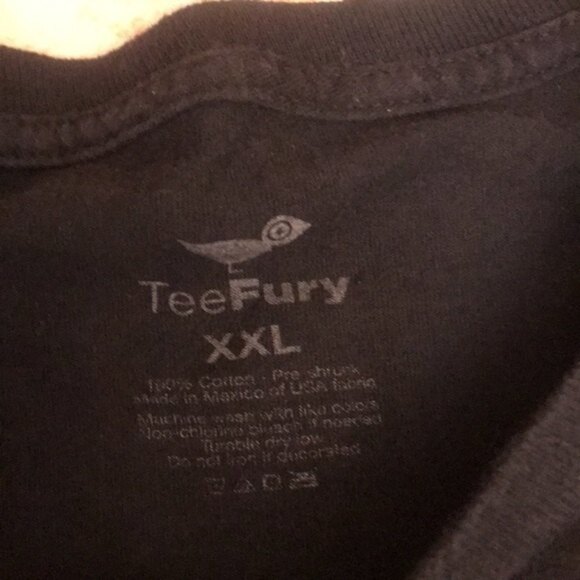 TeeFury
XXL
100% Cotton - Pre shrunk
Made in Mexico of USA fabric
Machine wash with like colors
Non-chlorine bleach if needed
Tumble dry low
Do not iron if decorated